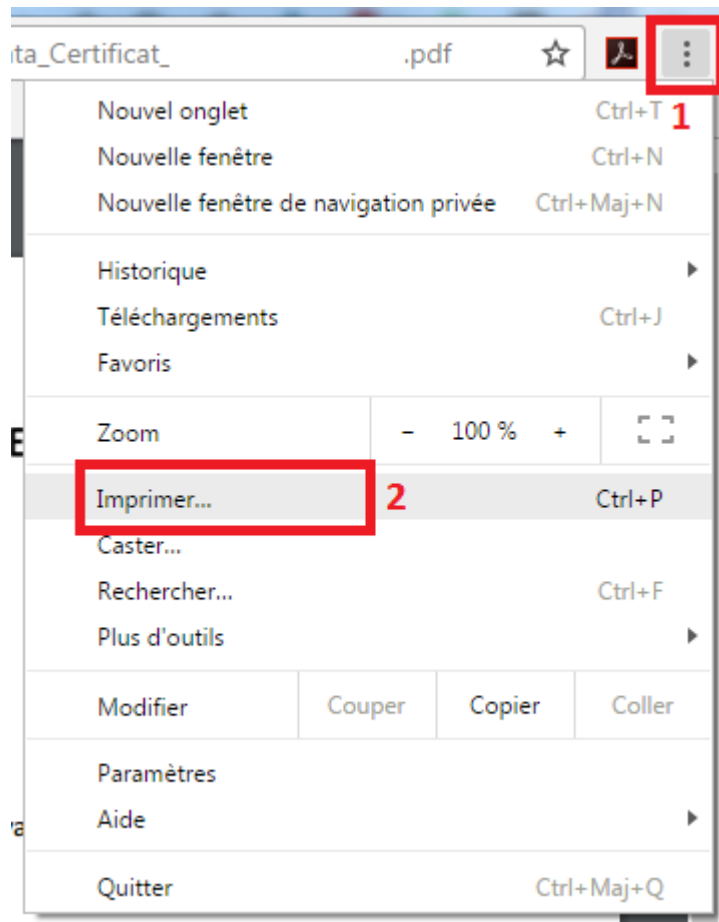 ta_Certificat_ .pdf
1
Nouvel onglet Ctrl+T
Nouvelle fenêtre Ctrl+N
Nouvelle fenêtre de navigation privée Ctrl+Maj+N
Historique
Téléchargements Ctrl+J
Favoris
Zoom - 100 % +
Imprimer... 2 Ctrl+P
Caster...
Rechercher... Ctrl+F
Plus d'outils
Modifier Couper Copier Coller
Paramètres
Aide
Quitter Ctrl+Maj+Q